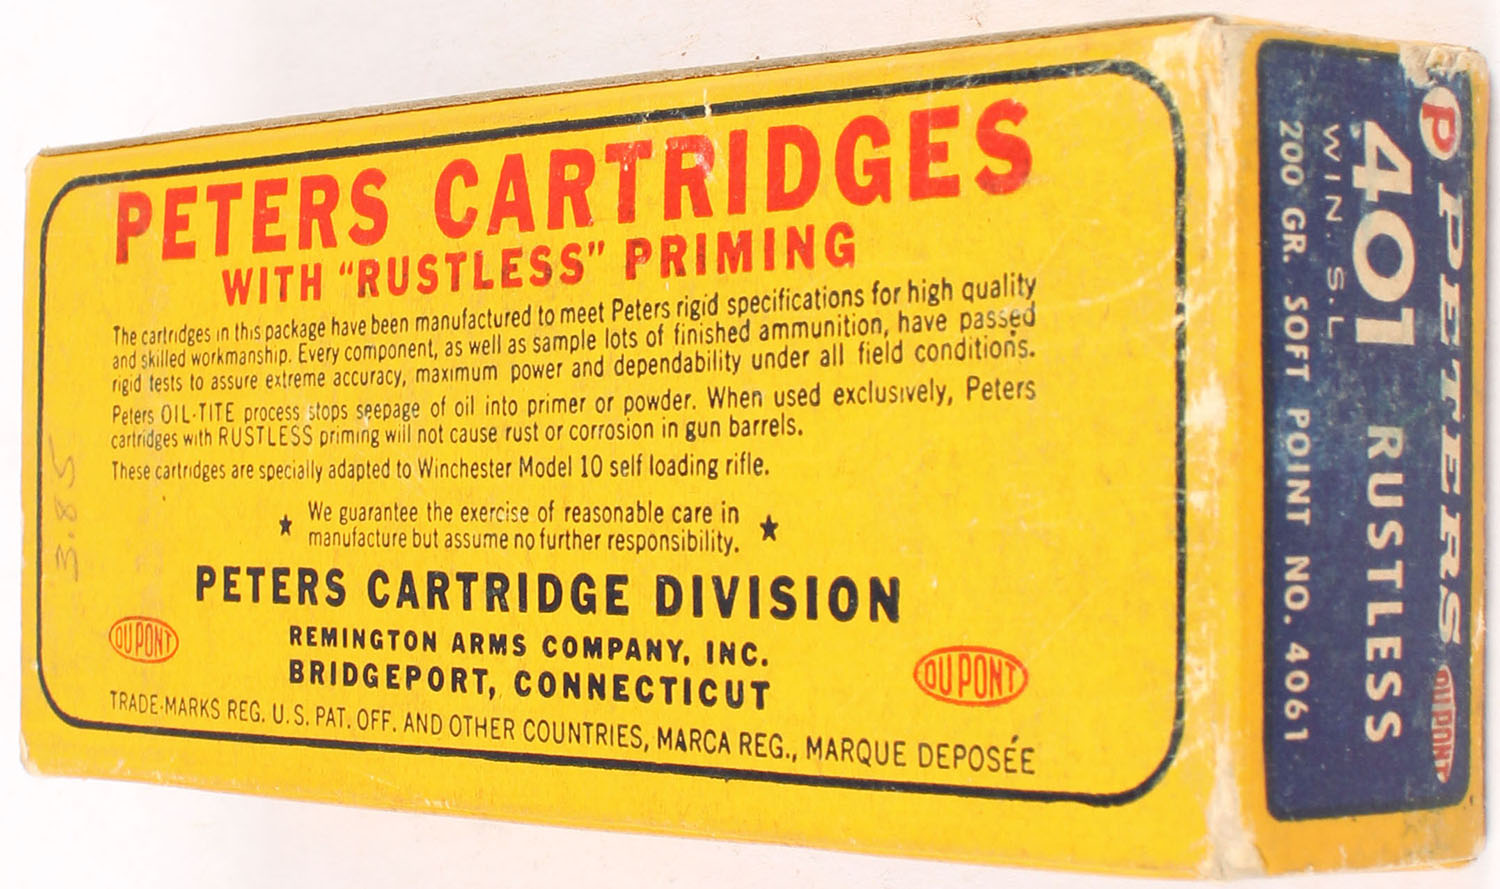 PETERS CARTRIDGES
WITH "RUSTLESS" PRIMING
The cartridges in this package have been manufactured to meet Peters rigid specifications for high quality
and skilled workmanship. Every component, as well as sample lots of finished ammunition, have passed
rigid tests to assure extreme accuracy, maximum power and dependability under all field conditions.
Peters OIL-TITE process stops seepage of oil into primer or powder. When used exclusively, Peters
cartridges with RUSTLESS priming will not cause rust or corrosion in gun barrels.
These cartridges are specially adapted to Winchester Model 10 self loading rifle.
★ We guarantee the exercise of reasonable care in ★
manufacture but assume no further responsibility.
PETERS CARTRIDGE DIVISION
REMINGTON ARMS COMPANY, INC.
BRIDGEPORT, CONNECTICUT
DU PONT
DU PONT
TRADE-MARKS REG. U.S. PAT. OFF. AND OTHER COUNTRIES, MARCA REG., MARQUE DEPOSÉE
3.85
P PETERS DU PONT
401 RUSTLESS
WIN. S.L.
200 GR. SOFT POINT NO. 4061